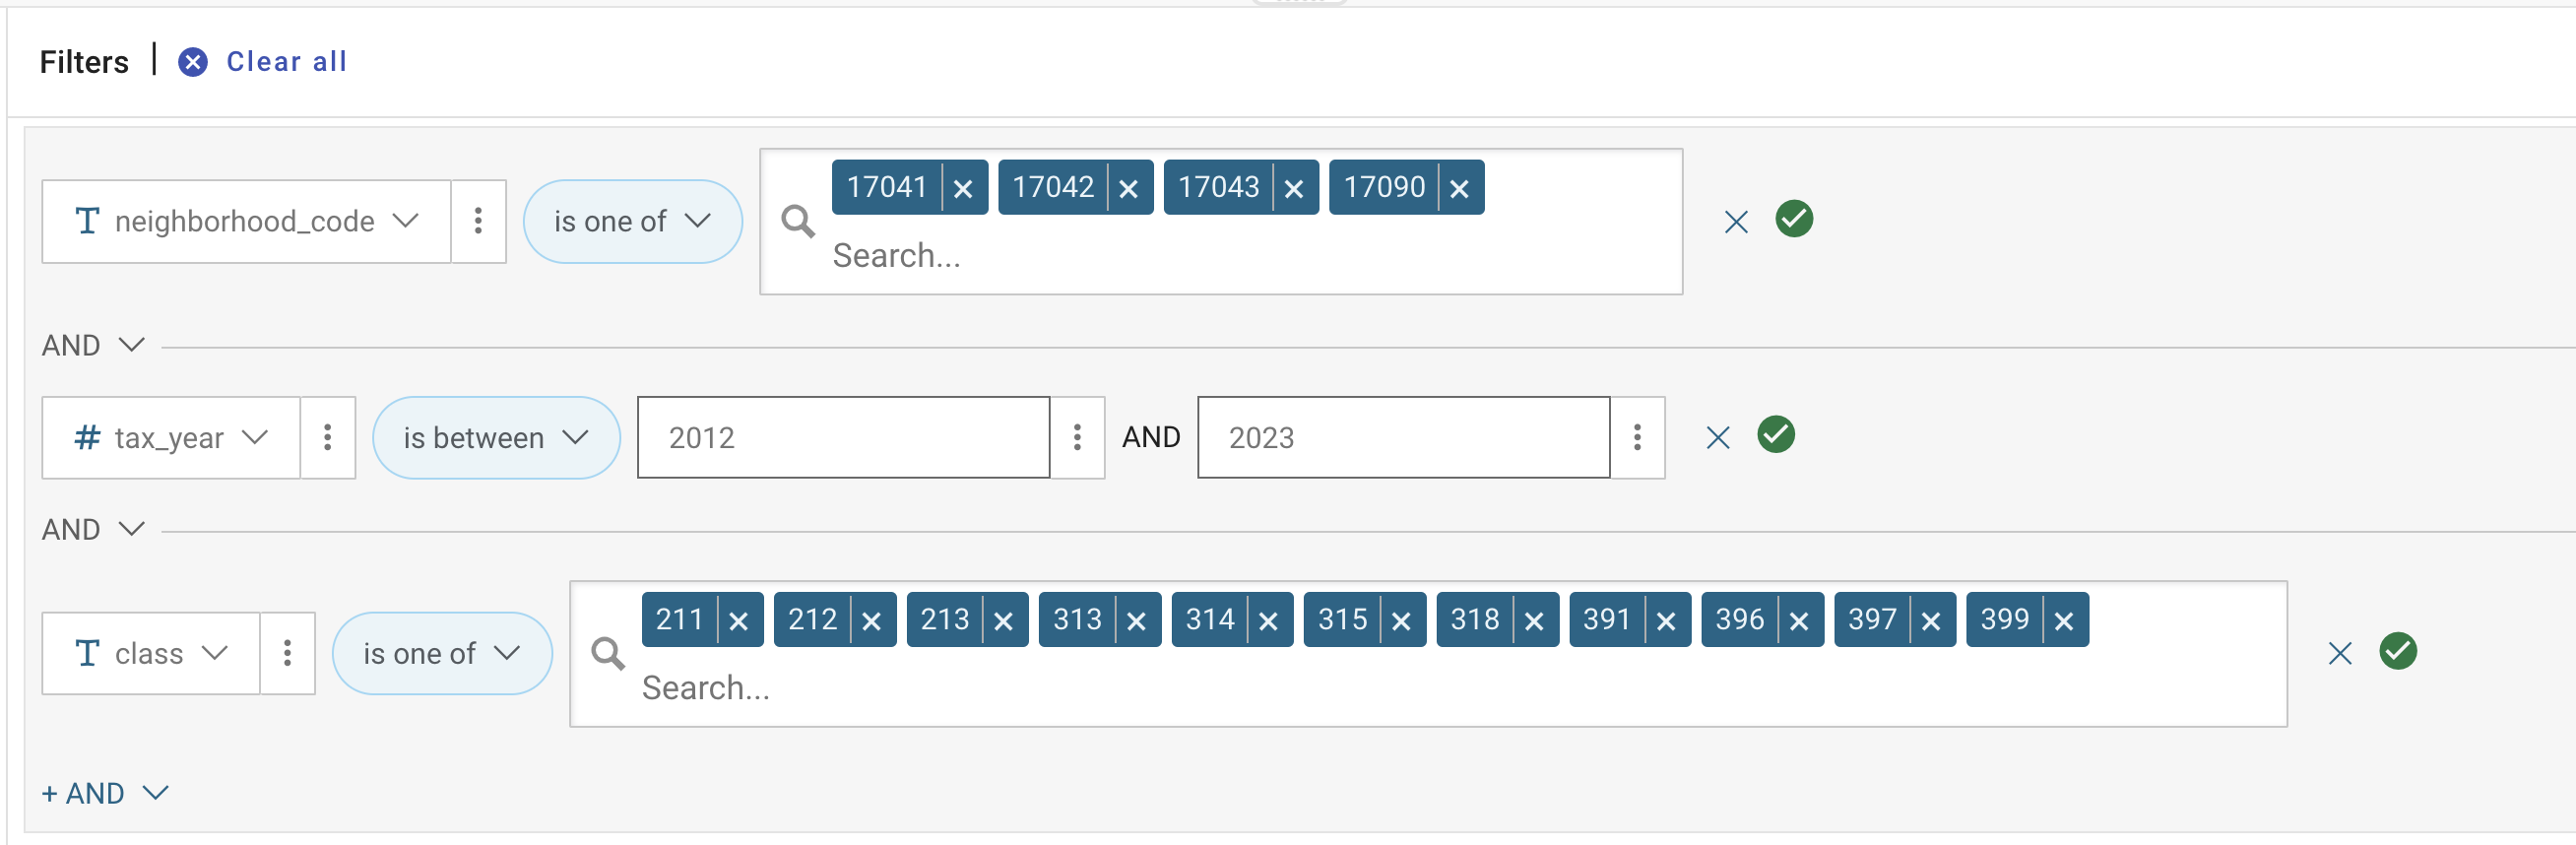 Filters | Clear all
T neighborhood_code is one of 17041 17042 17043 17090
Search...
AND
# tax_year is between 2012 AND 2023
AND
T class is one of 211 212 213 313 314 315 318 391 396 397 399
Search...
+ AND